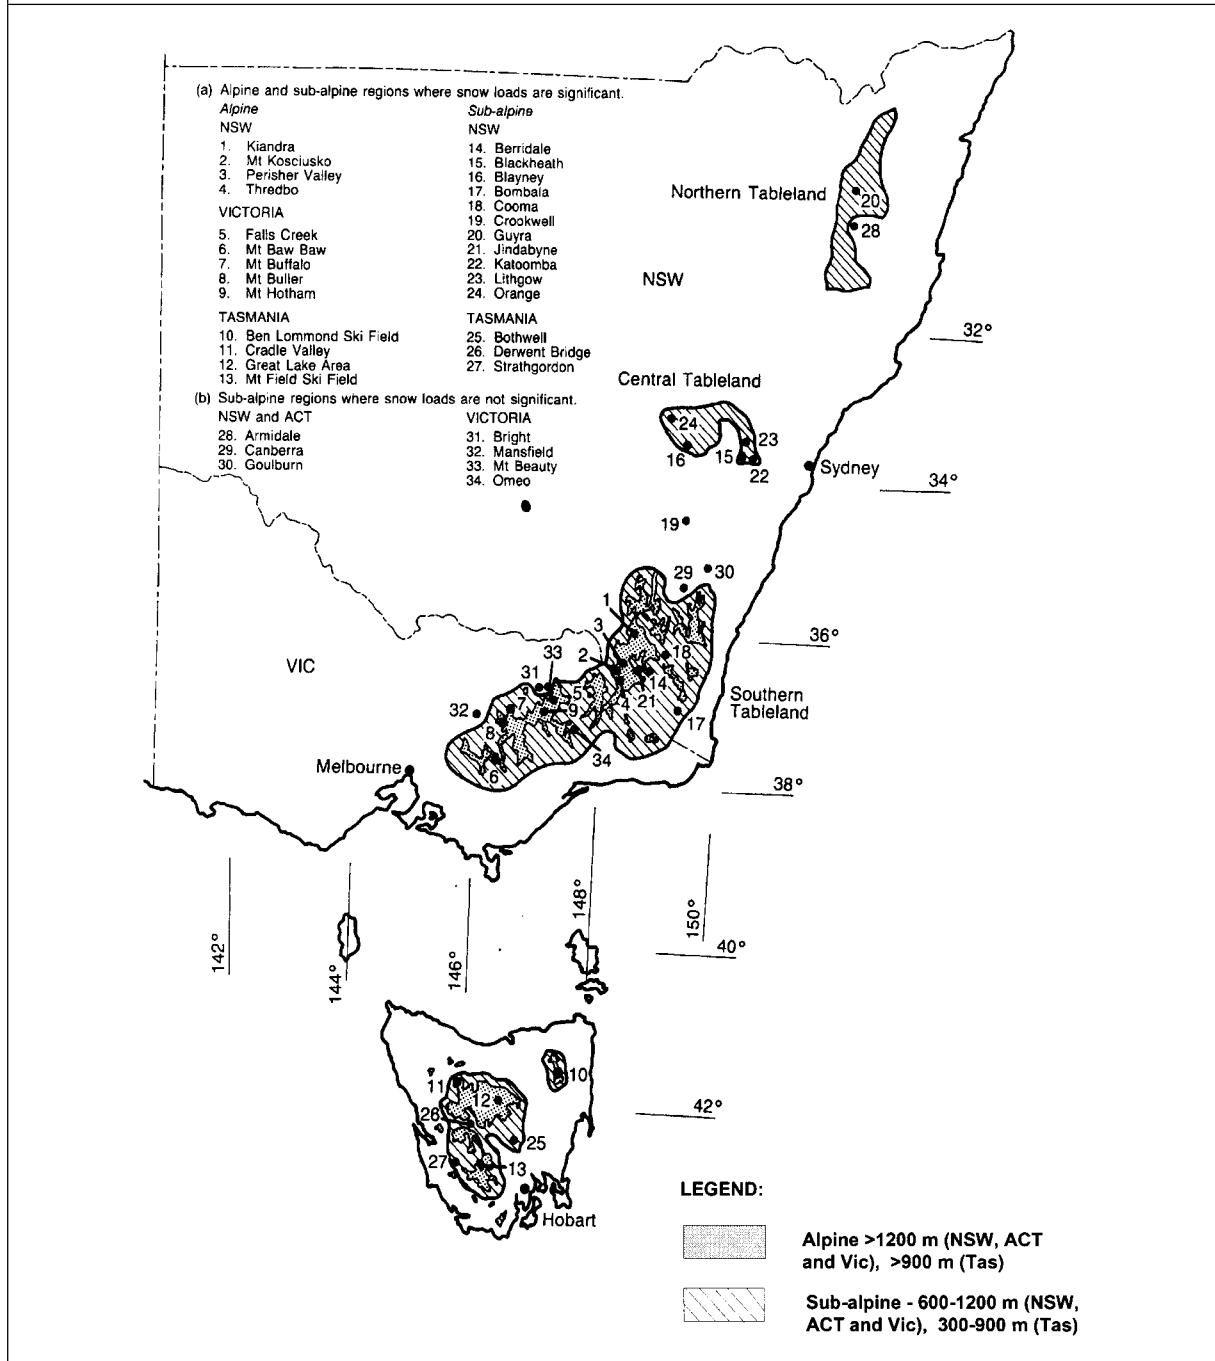 (a) Alpine and sub-alpine regions where snow loads are significant.
Alpine
NSW
1. Kiandra
2. Mt Kosciusko
3. Perisher Valley
4. Thredbo
VICTORIA
5. Falls Creek
6. Mt Baw Baw
7. Mt Buffalo
8. Mt Buller
9. Mt Hotham
TASMANIA
10. Ben Lommond Ski Field
11. Cradle Valley
12. Great Lake Area
13. Mt Field Ski Field
Sub-alpine
NSW
14. Berridale
15. Blackheath
16. Blayney
17. Bombala
18. Cooma
19. Crookwell
20. Guyra
21. Jindabyne
22. Katoomba
23. Lithgow
24. Orange
TASMANIA
25. Bothwell
26. Derwent Bridge
27. Strathgordon
(b) Sub-alpine regions where snow loads are not significant.
NSW and ACT
28. Armidale
29. Canberra
30. Goulburn
VICTORIA
31. Bright
32. Mansfield
33. Mt Beauty
34. Omeo
Northern Tableland
20
28
NSW
32°
Central Tableland
24
23
16
15
22
Sydney
34°
19
29
30
1
3
36°
2
18
33
VIC
31
5
14
7
4
21
Southern
Tableland
32
9
17
8
34
6
Melbourne
38°
148°
150°
142°
144°
146°
40°
11
10
12
42°
26
25
27
13
Hobart
LEGEND:
Alpine >1200 m (NSW, ACT
and Vic), >900 m (Tas)
Sub-alpine - 600-1200 m (NSW,
ACT and Vic), 300-900 m (Tas)